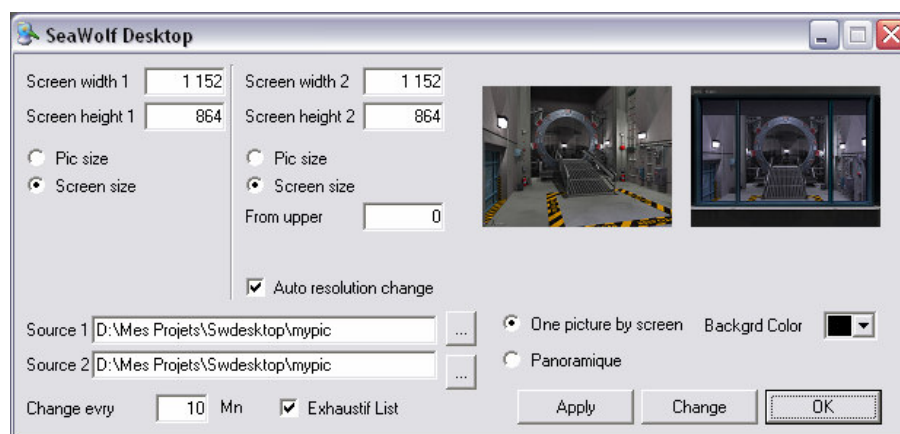 SeaWolf Desktop
Screen width 1 1 152 Screen width 2 1 152
Screen height 1 864 Screen height 2 864
Pic size Pic size
Screen size Screen size
From upper 0
Auto resolution change
Source 1 D:\Mes Projets\Swdesktop\mypic ... One picture by screen Backgrd Color
Source 2 D:\Mes Projets\Swdesktop\mypic ... Panoramique
Change evry 10 Mn Exhaustif List Apply Change OK